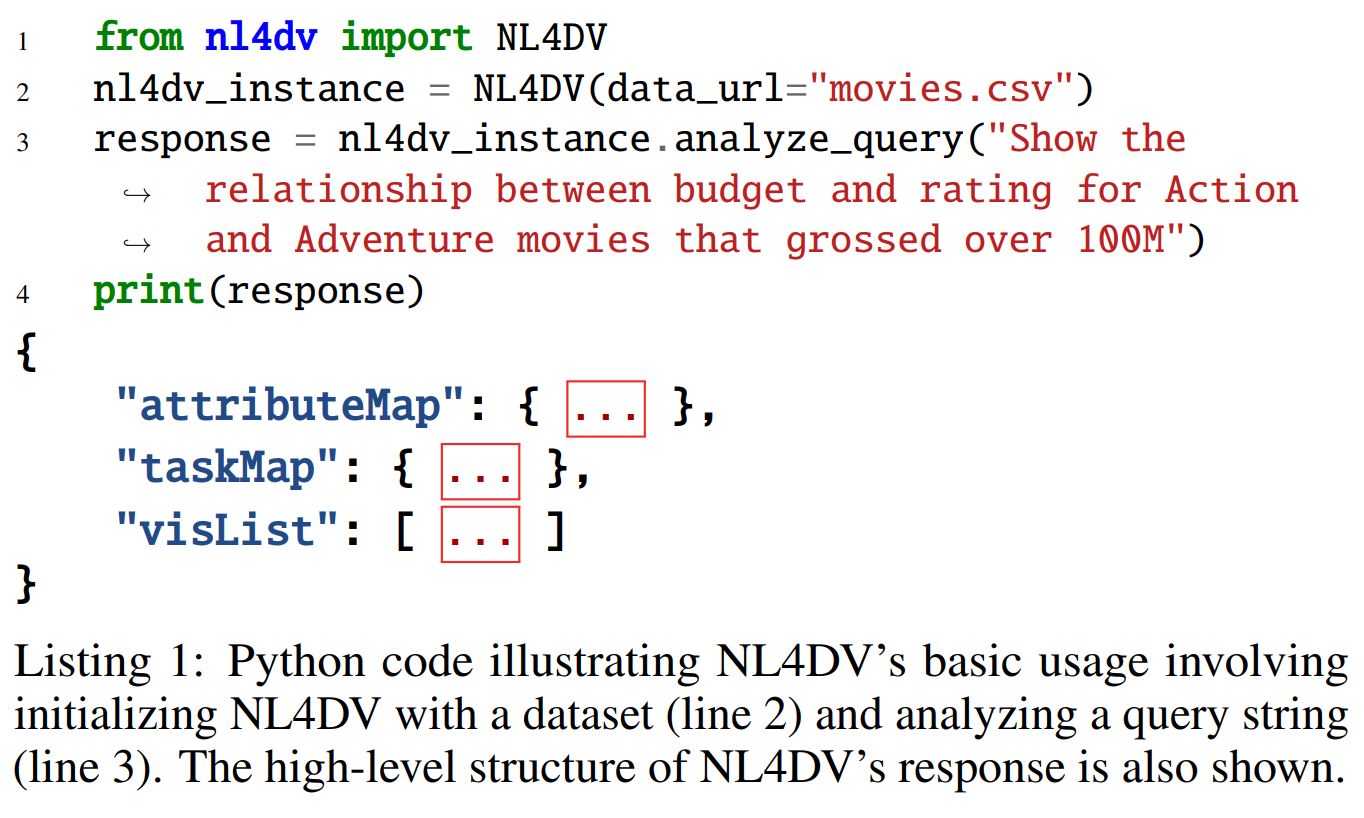 1 from nl4dv import NL4DV
2 nl4dv_instance = NL4DV(data_url="movies.csv")
3 response = nl4dv_instance.analyze_query("Show the
↪ relationship between budget and rating for Action
↪ and Adventure movies that grossed over 100M")
4 print(response)
{
"attributeMap": { ... },
"taskMap": { ... },
"visList": [ ... ]
}
Listing 1: Python code illustrating NL4DV’s basic usage involving
initializing NL4DV with a dataset (line 2) and analyzing a query string
(line 3). The high-level structure of NL4DV’s response is also shown.